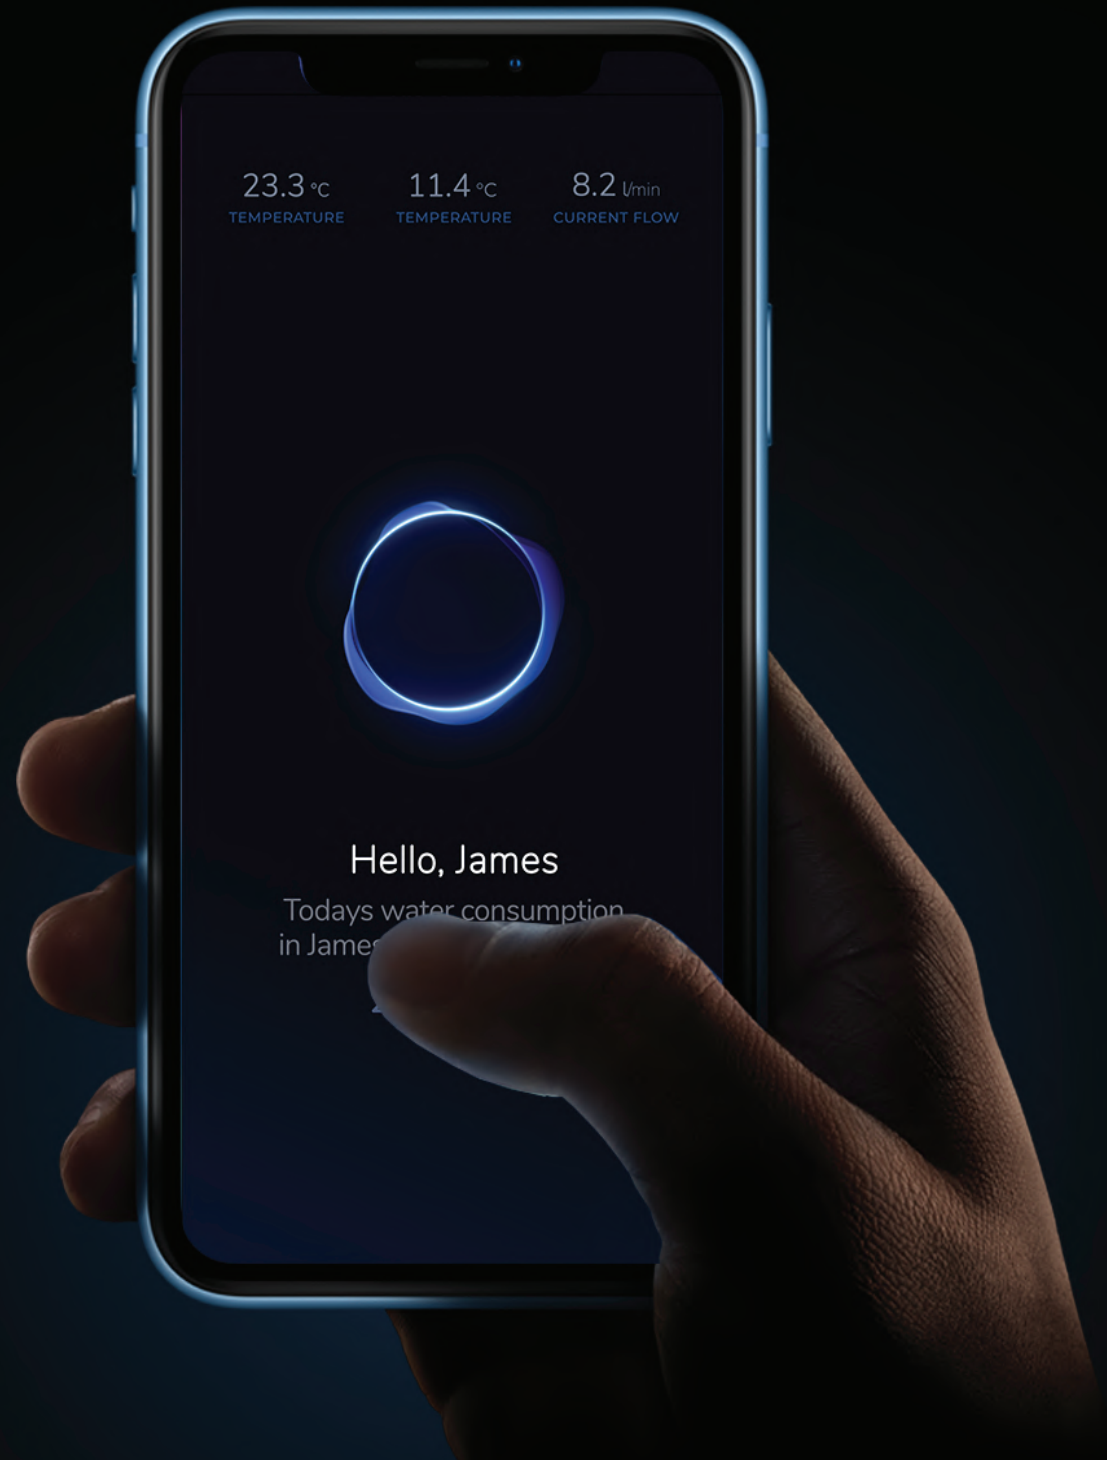 23.3 °C 11.4 °C 8.2 l/min
TEMPERATURE TEMPERATURE CURRENT FLOW
Hello, James
Todays water consumption
in James